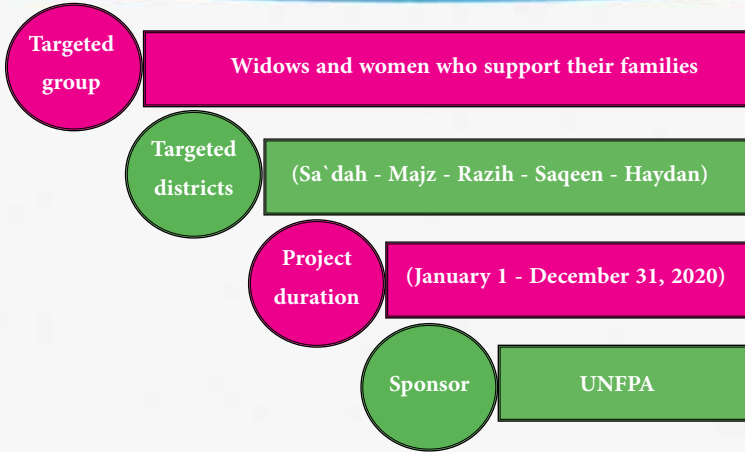 Targeted
group
Widows and women who support their families
Targeted
districts
(Sa`dah - Majz - Razih - Saqeen - Haydan)
Project
duration
(January 1 - December 31, 2020)
Sponsor
UNFPA